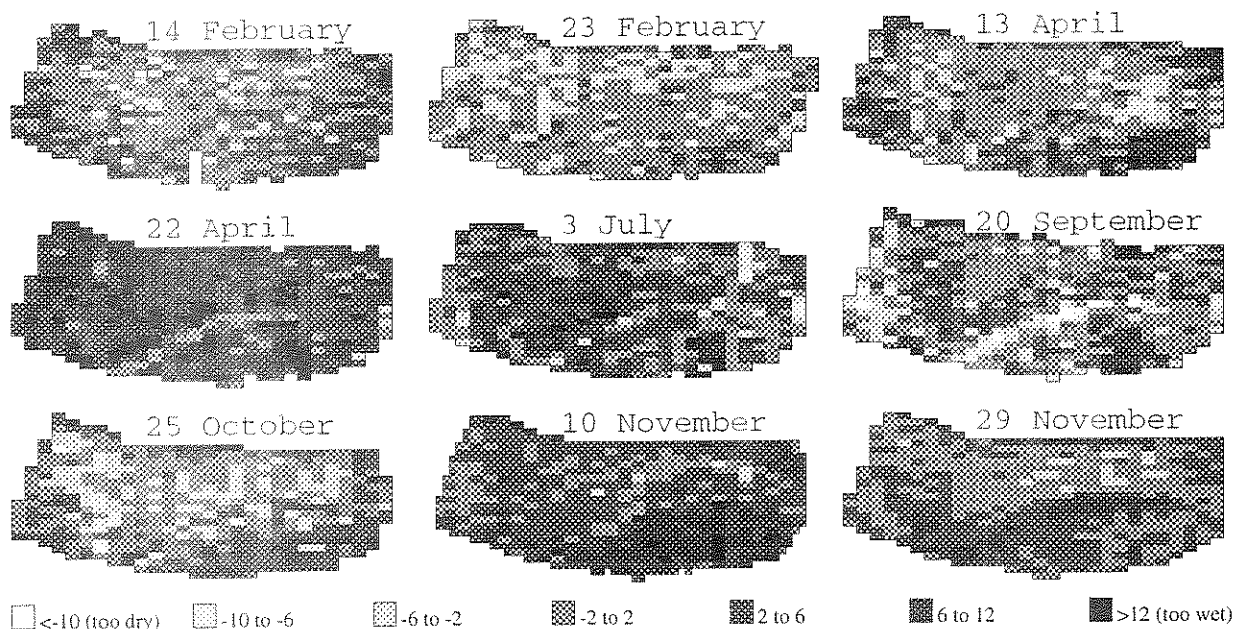 14 February 23 February 13 April
22 April 3 July 20 September
25 October 10 November 29 November
<-10 (too dry) -10 to -6 -6 to -2 -2 to 2 2 to 6 6 to 12 >12 (too wet)